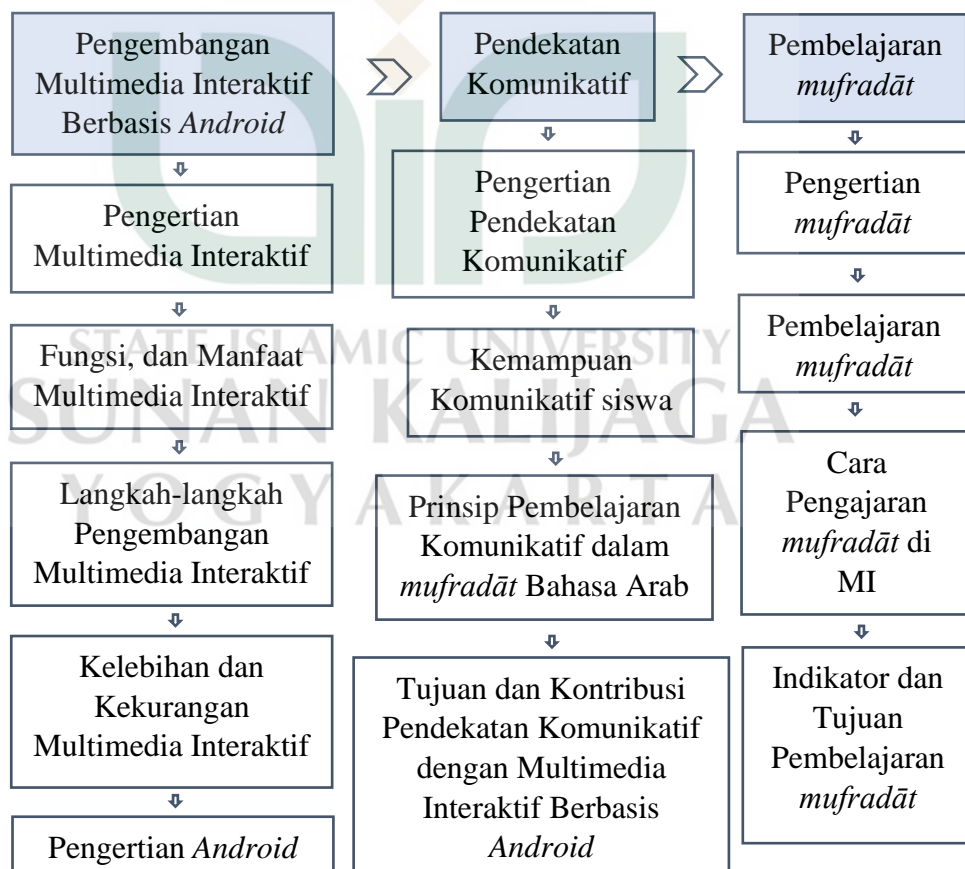 Pengembangan
Multimedia Interaktif
Berbasis Android
Pengertian
Multimedia Interaktif
Fungsi, dan Manfaat
Multimedia Interaktif
Langkah-langkah
Pengembangan
Multimedia Interaktif
Kelebihan dan
Kekurangan
Multimedia Interaktif
Pengertian Android
Pendekatan
Komunikatif
Pengertian
Pendekatan
Komunikatif
Kemampuan
Komunikatif siswa
Prinsip Pembelajaran
Komunikatif dalam
mufradāt Bahasa Arab
Tujuan dan Kontribusi
Pendekatan Komunikatif
dengan Multimedia
Interaktif Berbasis
Android
Pembelajaran
mufradāt
Pengertian
mufradāt
Pembelajaran
mufradāt
Cara
Pengajaran
mufradāt di
MI
Indikator dan
Tujuan
Pembelajaran
mufradāt
STATE ISLAMIC UNIVERSITY
SUNAN KALIJAGA
YOGYAKARTA